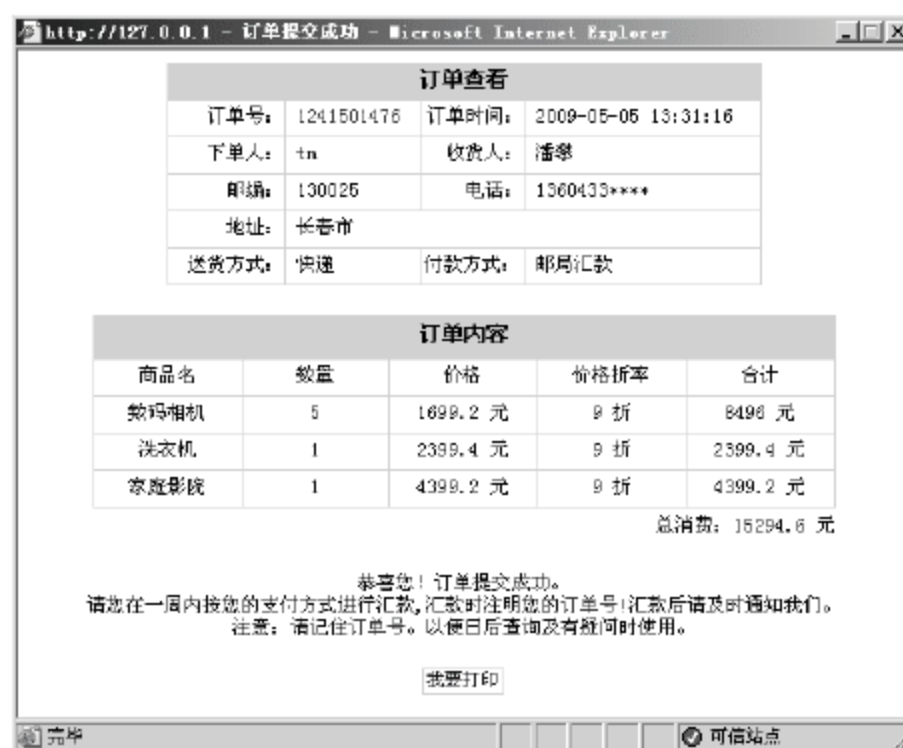 http://127.0.0.1 - 订单提交成功 - Microsoft Internet Explorer
订单查看
订单号: 1241501476 订单时间: 2009-05-05 13:31:16
下单人: tm 收货人: 潘攀
邮编: 130025 电话: 1360433****
地址: 长春市
送货方式: 快递 付款方式: 邮局汇款
订单内容
商品名 数量 价格 价格折率 合计
数码相机 5 1699.2 元 9 折 8496 元
洗衣机 1 2399.4 元 9 折 2399.4 元
家庭影院 1 4399.2 元 9 折 4399.2 元
总消费: 15294.6 元
恭喜您! 订单提交成功。
请您在一周内按您的支付方式进行汇款,汇款时注明您的订单号!汇款后请及时通知我们。
注意: 请记住订单号。以便日后查询及有疑问时使用。
我要打印
完毕 可信站点